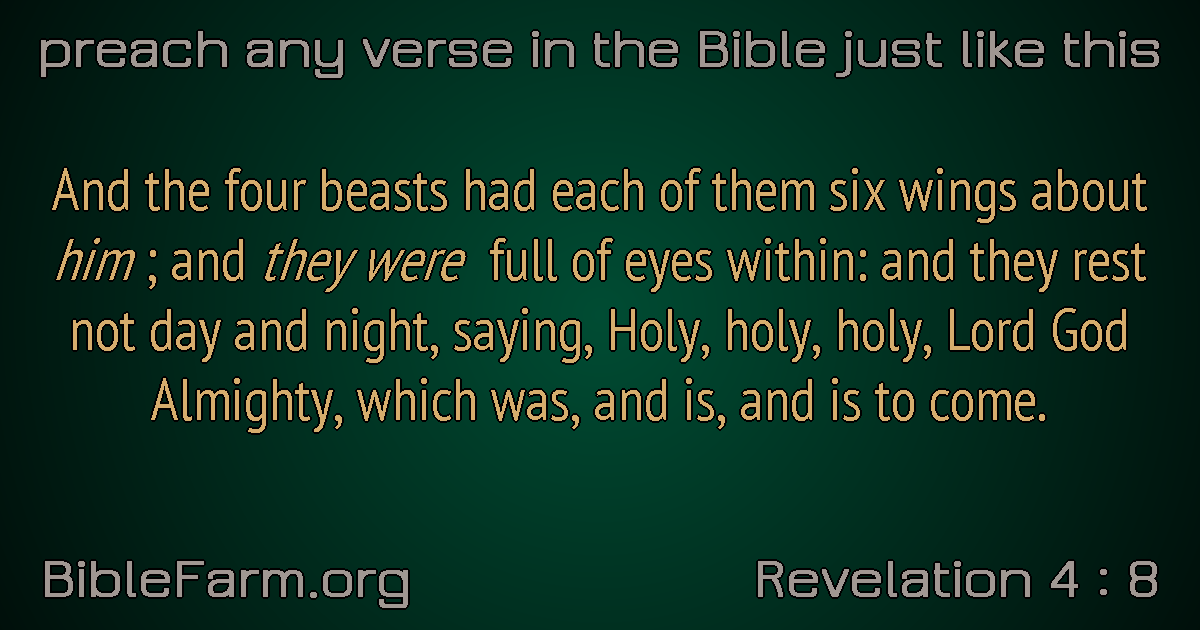 preach any verse in the Bible just like this
And the four beasts had each of them six wings about
him ; and they were full of eyes within: and they rest
not day and night, saying, Holy, holy, holy, Lord God
Almighty, which was, and is, and is to come.
BibleFarm.org
Revelation 4 : 8